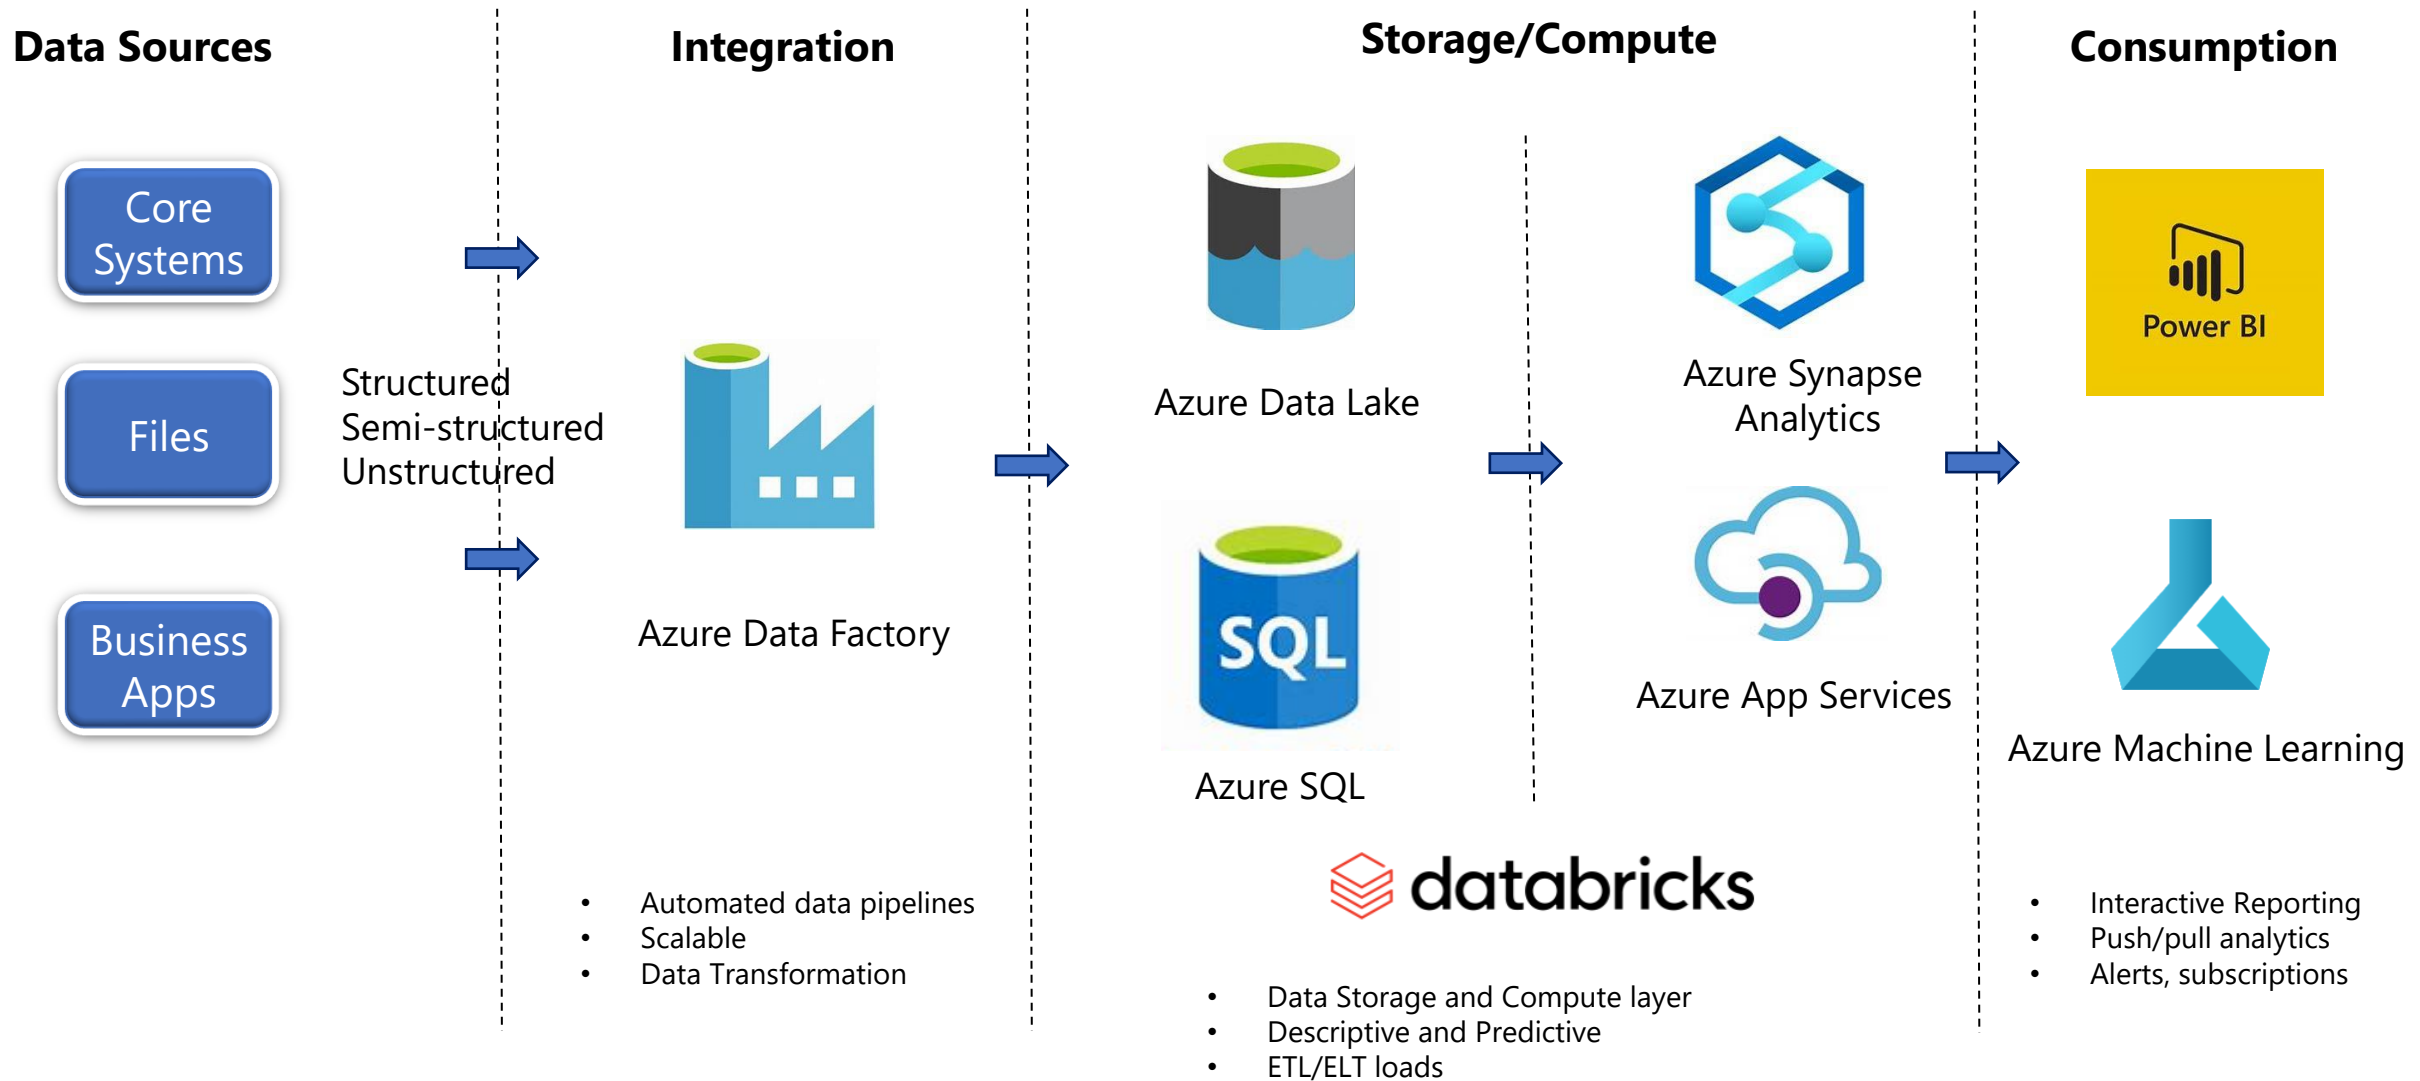 Data Sources
Integration
Storage/Compute
Consumption
Core
Systems
Files
Business
Apps
Structured
Semi-structured
Unstructured
Azure Data Factory
• Automated data pipelines
• Scalable
• Data Transformation
Azure Data Lake
SQL
Azure SQL
Azure Synapse
Analytics
Azure App Services
databricks
• Data Storage and Compute layer
• Descriptive and Predictive
• ETL/ELT loads
Power BI
Azure Machine Learning
• Interactive Reporting
• Push/pull analytics
• Alerts, subscriptions